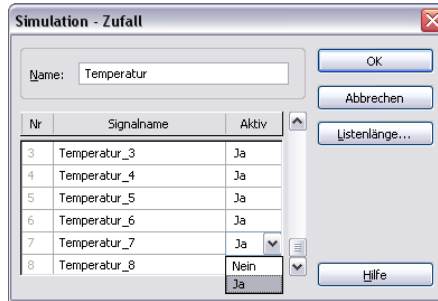 Simulation - Zufall
Name: Temperatur
OK
Abbrechen
Listenlänge...
Nr Signalname Aktiv
3 Temperatur_3 Ja
4 Temperatur_4 Ja
5 Temperatur_5 Ja
6 Temperatur_6 Ja
7 Temperatur_7 Ja
8 Temperatur_8 Nein
Ja
Hilfe